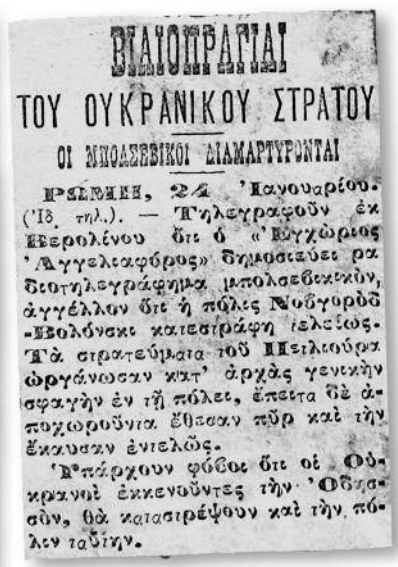 ΒΙΑΙΟΠΡΑΓΙΑΙ
ΤΟΥ ΟΥΚΡΑΝΙΚΟΥ ΣΤΡΑΤΟΥ
ΟΙ ΜΠΟΛΣΕΒΙΚΟΙ ΔΙΑΜΑΡΤΥΡΟΝΤΑΙ
ΡΩΜΗ, 24 Ἰανουαρίου.
(Ἰδ. τηλ.). — Τηλεγραφοῦν ἐκ
Βερολίνου ὅτι ὁ «Ἐγχώριος
Ἀγγελιαφόρος» δημοσιεύει ρα
διοτηλεγράφημα μπολσεβικικὸν,
ἀγγέλλον ὅτι ἡ πόλις Νοβγορὸδ
-Βολόνσκι κατεστράφη τελείως.
Τὰ στρατεύματα τοῦ Πετλιούρα
ὠργάνωσαν κατ' ἀρχὰς γενικὴν
σφαγὴν ἐν τῇ πόλει, ἔπειτα δὲ ἀ-
ποχωροῦντα ἔθεσαν πῦρ καὶ τὴν
ἔκαυσαν ἐντελῶς.
Ὑπάρχουν φόβοι ὅτι οἱ Οὐ-
κρανοὶ ἐκκενοῦντες τὴν Ὀδησ-
σὸν, θὰ καταστρέψουν καὶ τὴν πό-
λιν ταύτην.